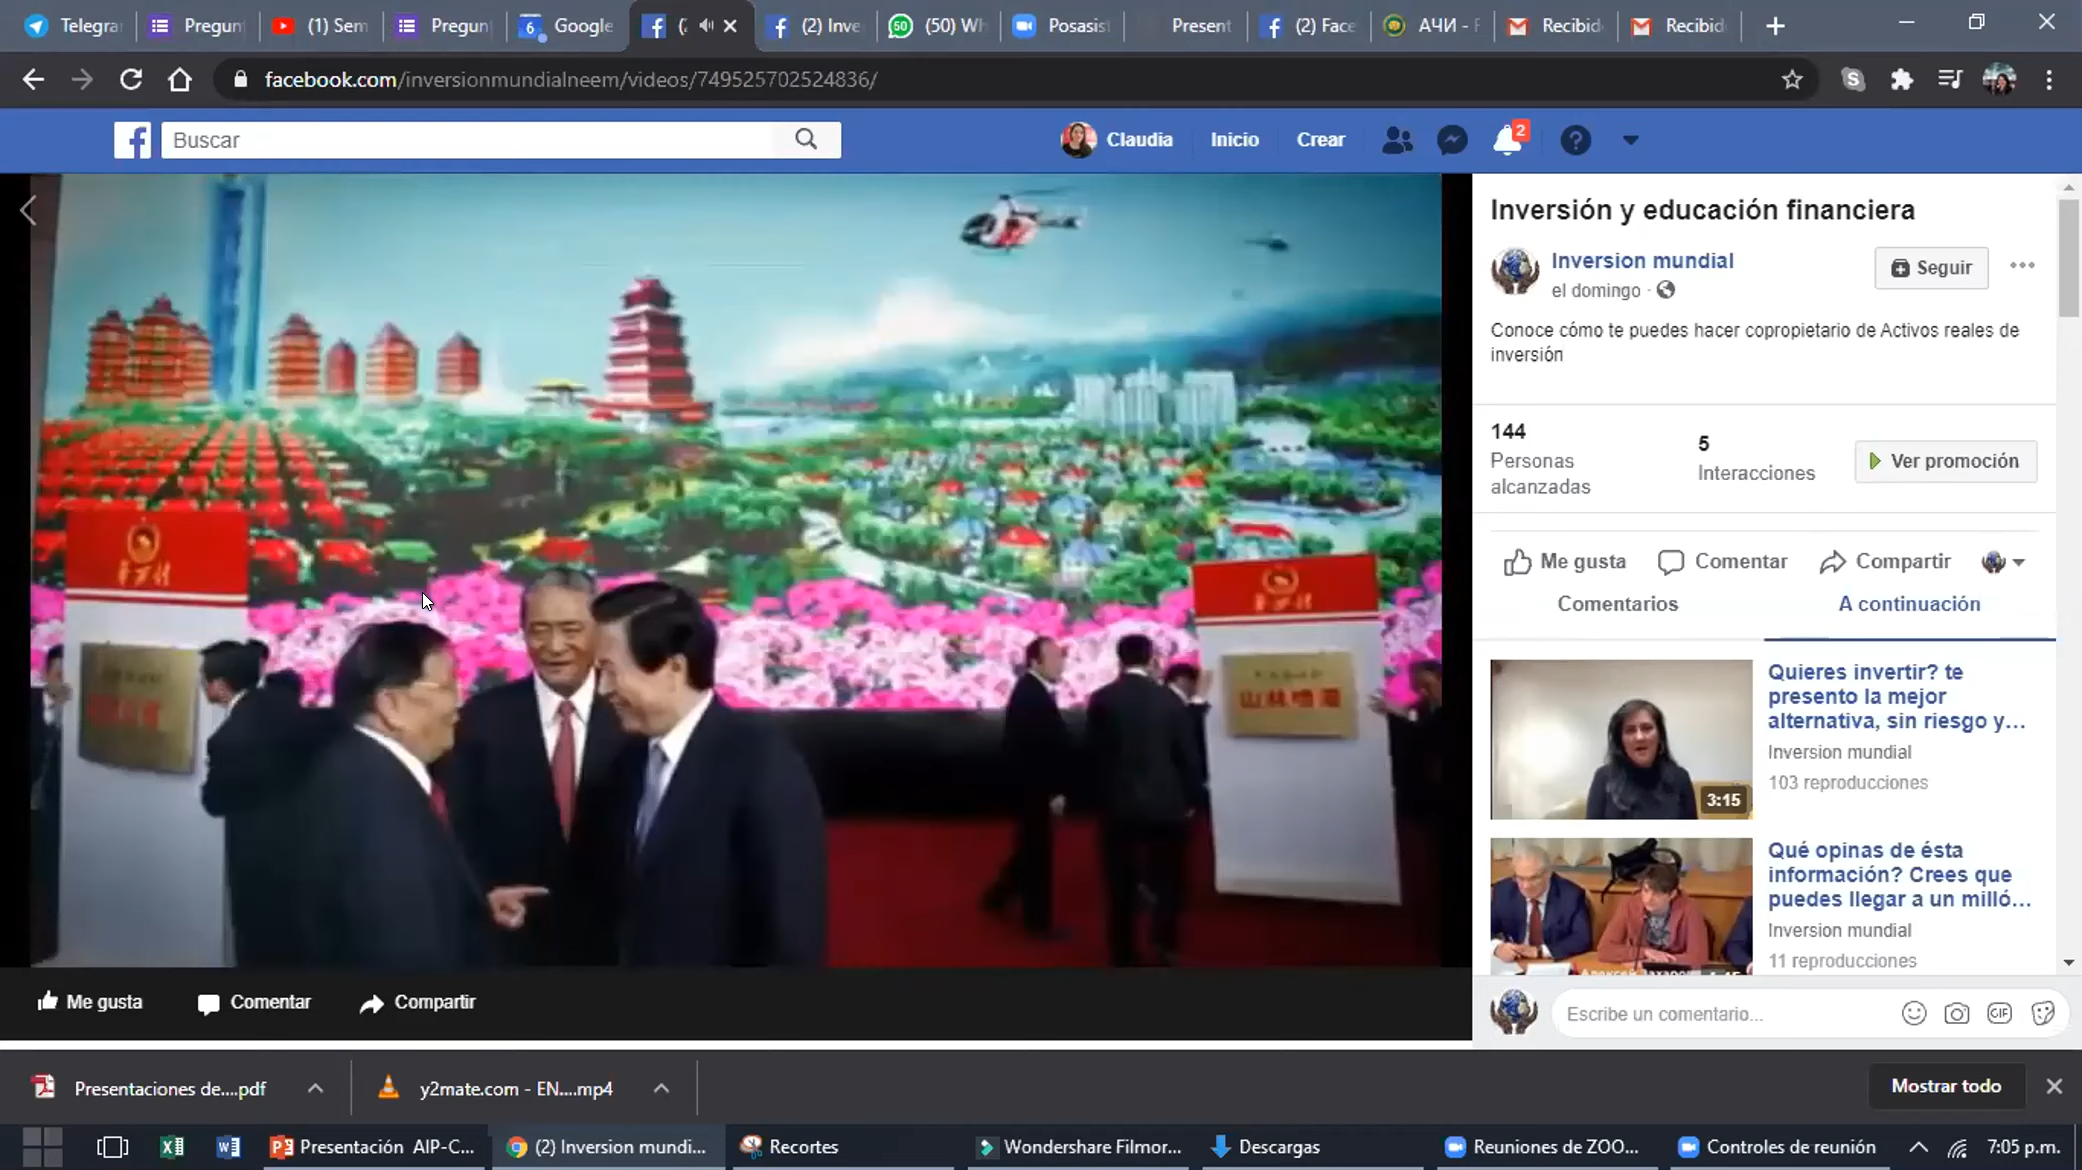 Telegra
Pregun
(1) Sem
Pregun
Google
(2) Inve
(50) Wh
Posasis
Present
(2) Face
АЧИ - F
Recibid
Recibid
facebook.com/inversionmundialneem/videos/749525702524836/
Buscar
Claudia
Inicio
Crear
2
Inversión y educación financiera
Inversion mundial
el domingo ·
Seguir
Conoce cómo te puedes hacer copropietario de Activos reales de
inversión
144
Personas
alcanzadas
5
Interacciones
Ver promoción
Me gusta
Comentar
Compartir
Comentarios
A continuación
Quieres invertir? te
presento la mejor
alternativa, sin riesgo y...
Inversion mundial
103 reproducciones
3:15
Qué opinas de ésta
información? Crees que
puedes llegar a un milló...
Inversion mundial
11 reproducciones
Me gusta
Comentar
Compartir
Escribe un comentario...
GIF
Presentaciones de....pdf
y2mate.com - EN....mp4
Mostrar todo
Presentación AIP-C...
(2) Inversion mundi...
Recortes
Wondershare Filmor...
Descargas
Reuniones de ZOO...
Controles de reunión
7:05 p.m.